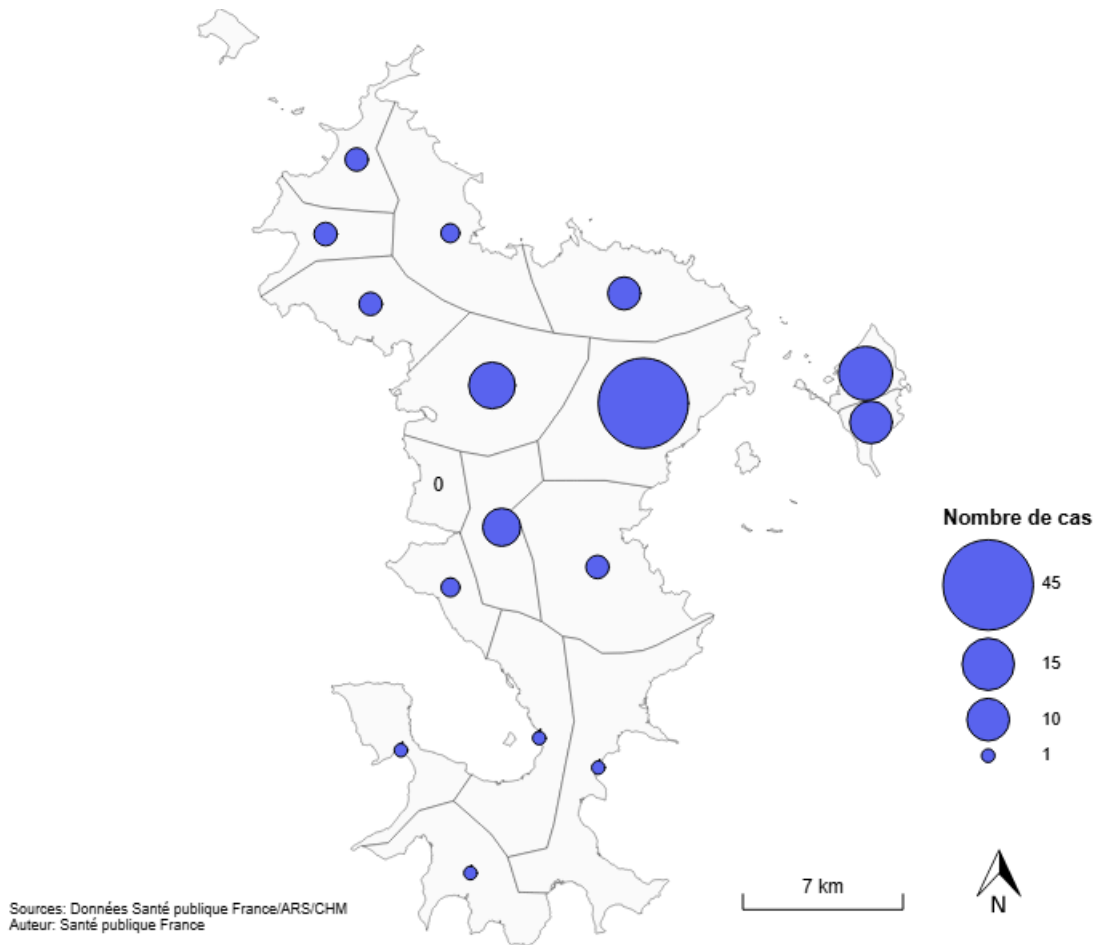 0
Nombre de cas
45
15
10
1
7 km
N
Sources: Données Santé publique France/ARS/CHM
Auteur: Santé publique France